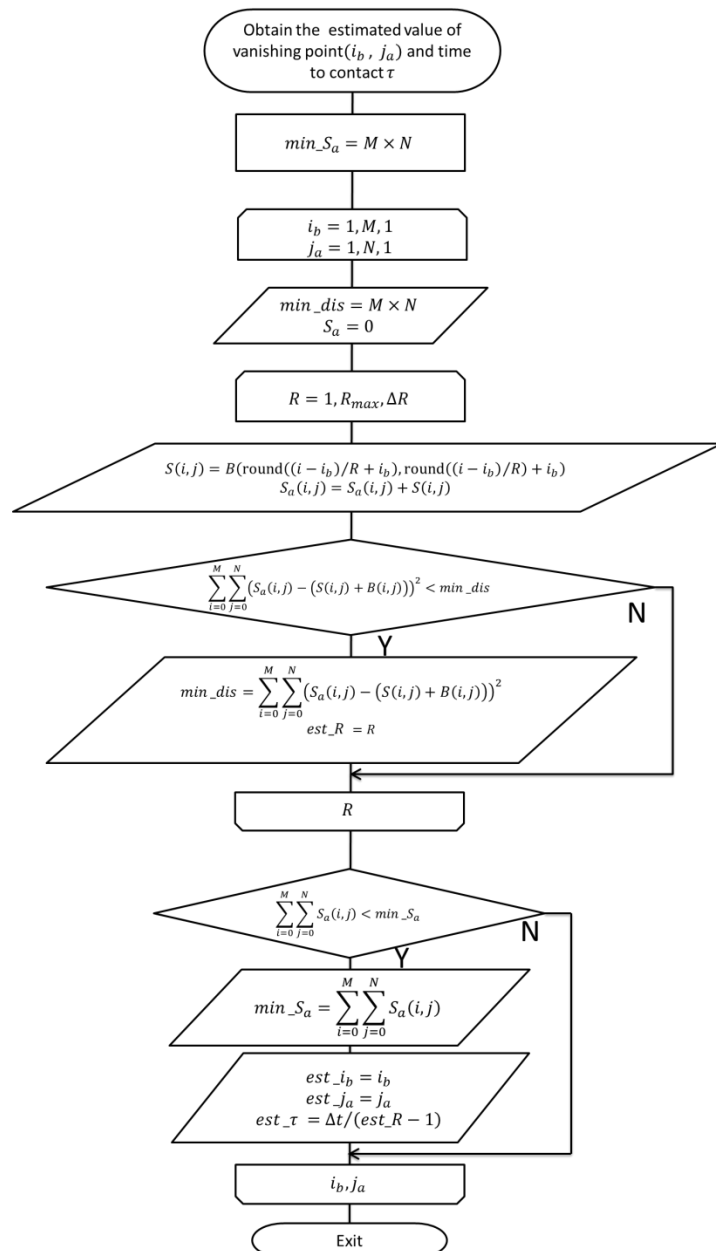 Obtain the estimated value of
vanishing point(i_b , j_a) and time
to contact τ
min_S_a = M × N
i_b = 1, M, 1
j_a = 1, N, 1
min_dis = M × N
S_a = 0
R = 1, R_max, ΔR
S(i,j) = B(round((i − i_b)/R + i_b), round((i − i_b)/R) + i_b)
S_a(i,j) = S_a(i,j) + S(i,j)
∑_{i=0}^{M} ∑_{j=0}^{N} (S_a(i,j) − (S(i,j) + B(i,j)))^2 < min_dis
N
Y
min_dis = ∑_{i=0}^{M} ∑_{j=0}^{N} (S_a(i,j) − (S(i,j) + B(i,j)))^2
est_R = R
R
∑_{i=0}^{M} ∑_{j=0}^{N} S_a(i,j) < min_S_a
N
Y
min_S_a = ∑_{i=0}^{M} ∑_{j=0}^{N} S_a(i,j)
est_i_b = i_b
est_j_a = j_a
est_τ = Δt/(est_R − 1)
i_b, j_a
Exit